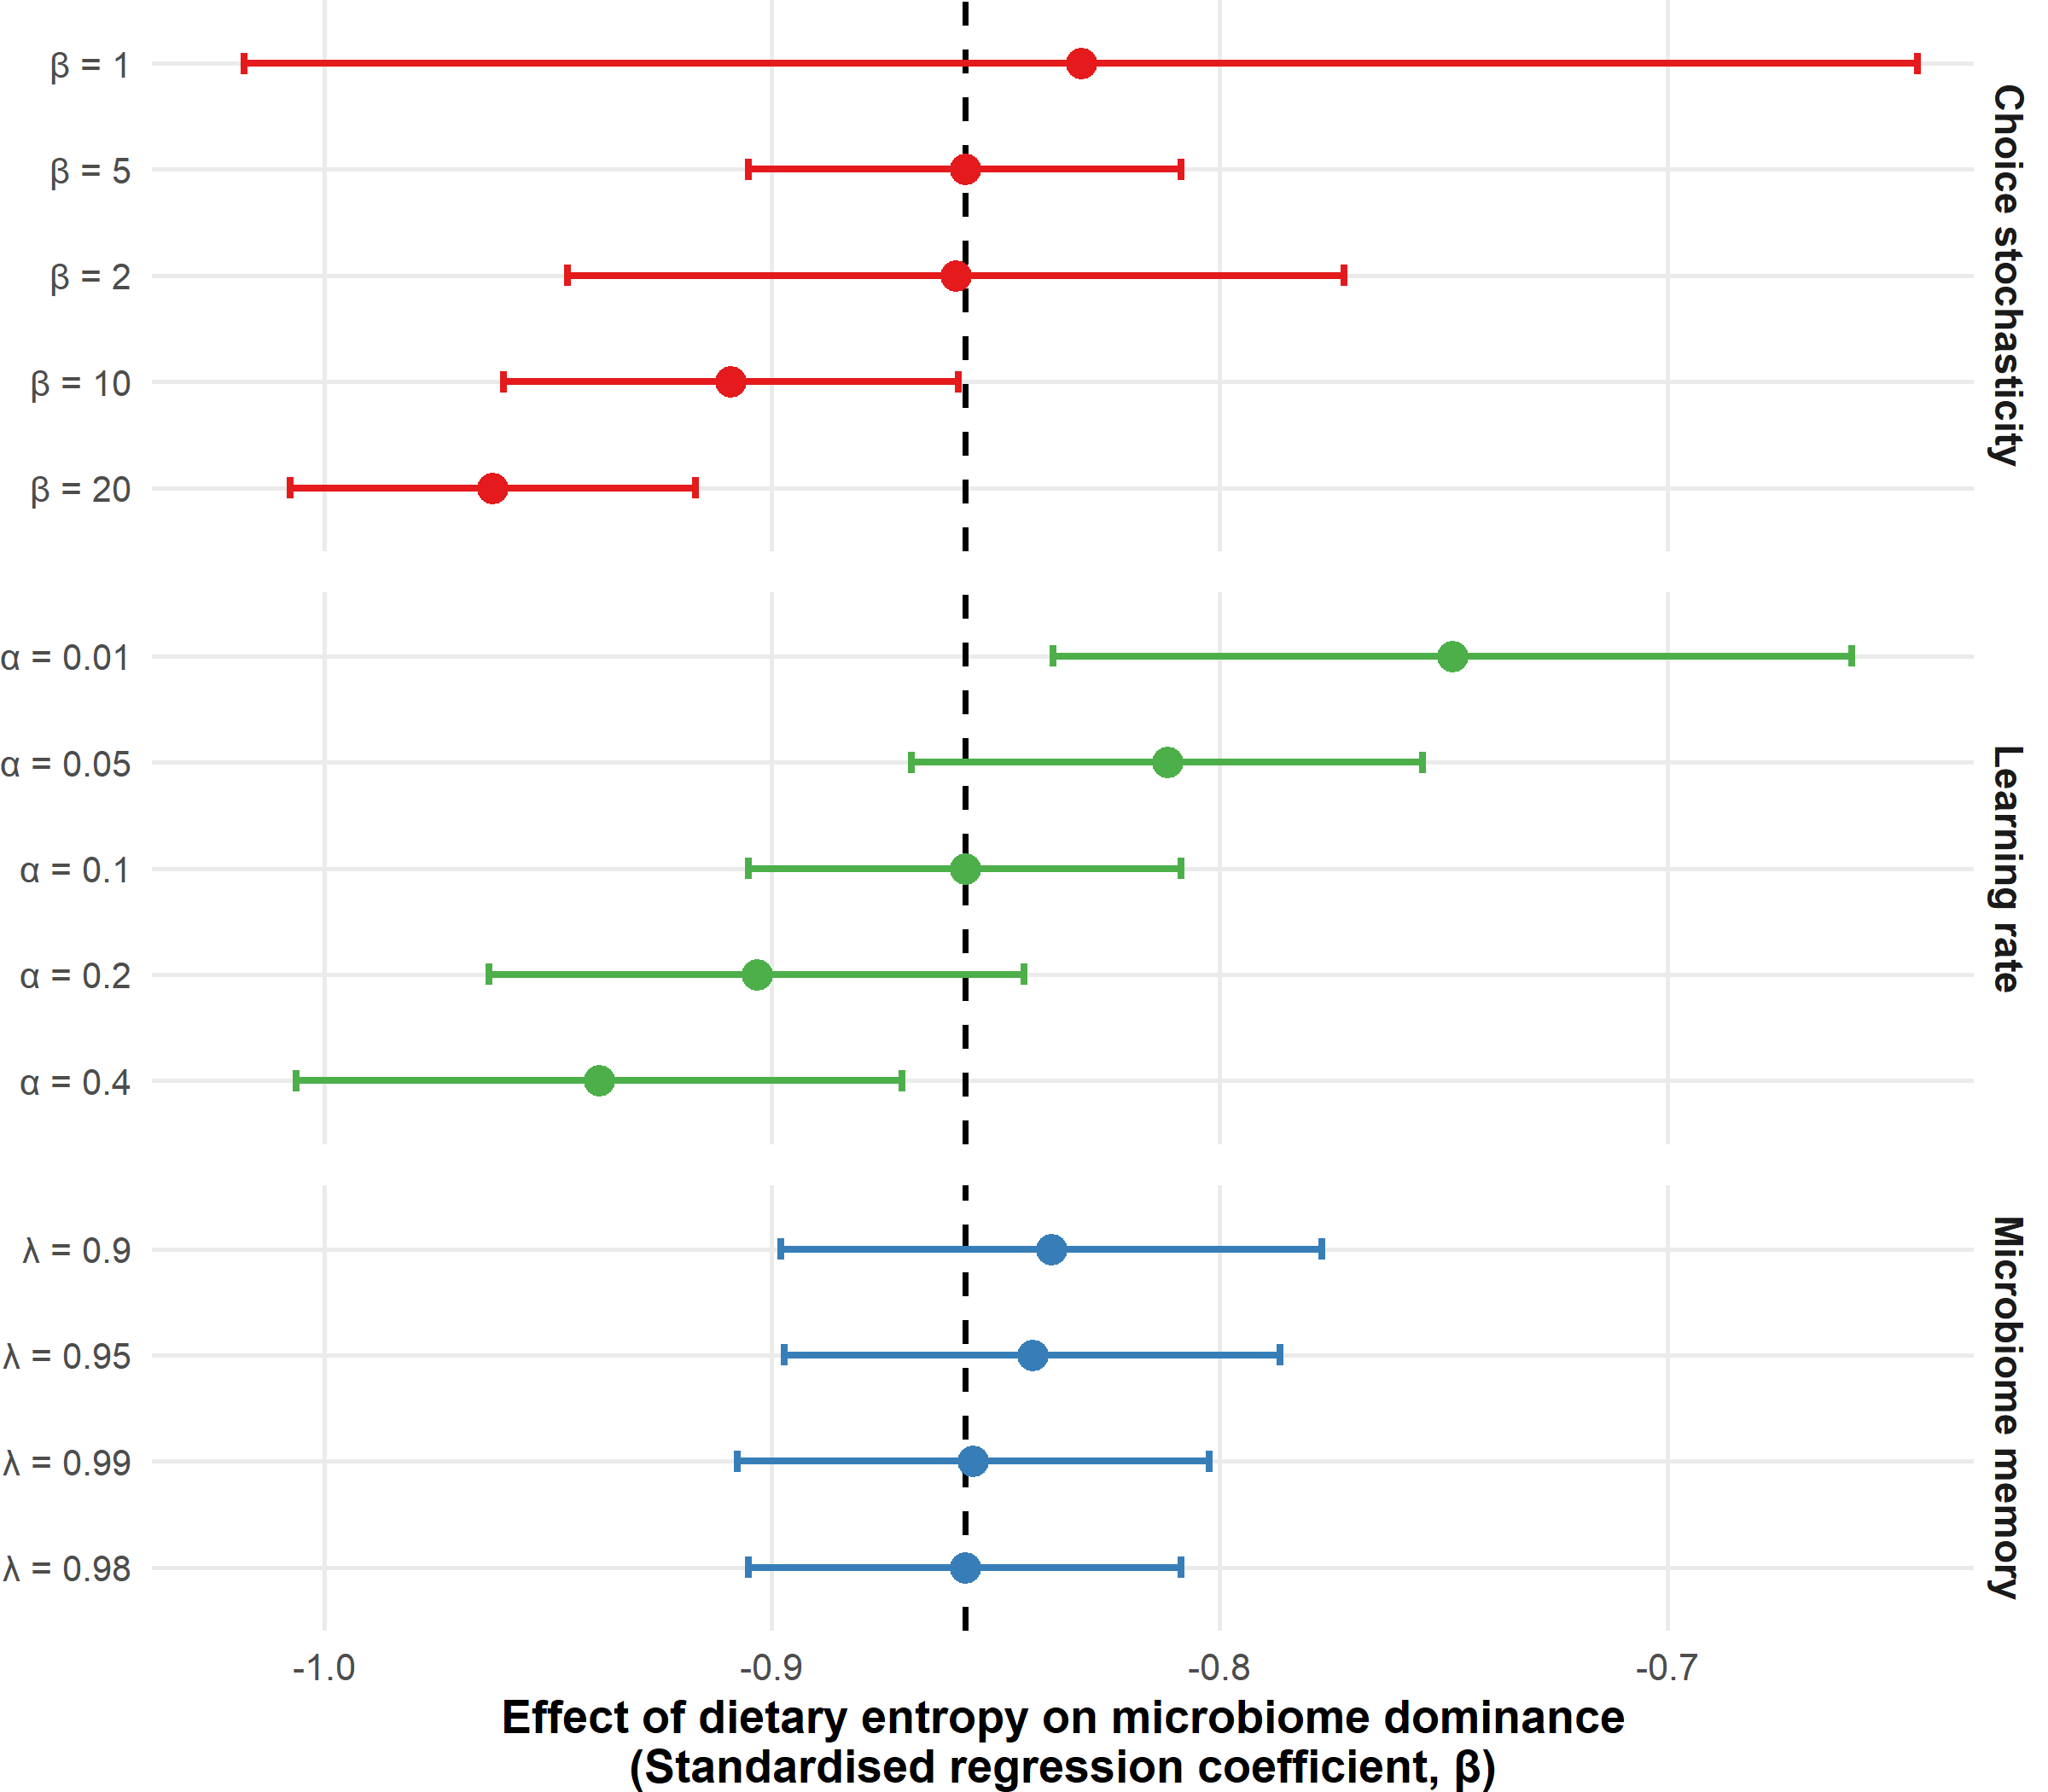 β = 1
β = 5
β = 2
β = 10
β = 20
Choice stochasticity
α = 0.01
α = 0.05
α = 0.1
α = 0.2
α = 0.4
Learning rate
λ = 0.9
λ = 0.95
λ = 0.99
λ = 0.98
Microbiome memory
-1.0 -0.9 -0.8 -0.7
Effect of dietary entropy on microbiome dominance
(Standardised regression coefficient, β)